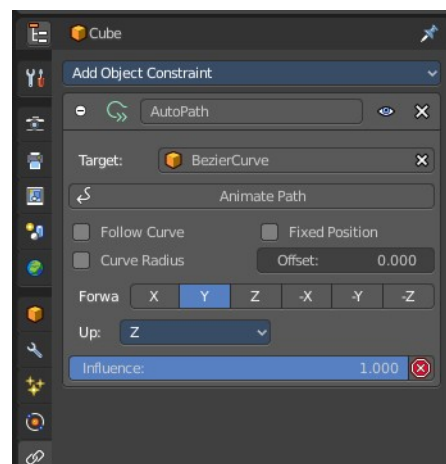 Cube
Add Object Constraint
AutoPath
Target: BezierCurve
Animate Path
Follow Curve Fixed Position
Curve Radius Offset: 0.000
Forwa X Y Z -X -Y -Z
Up: Z
Influence: 1.000